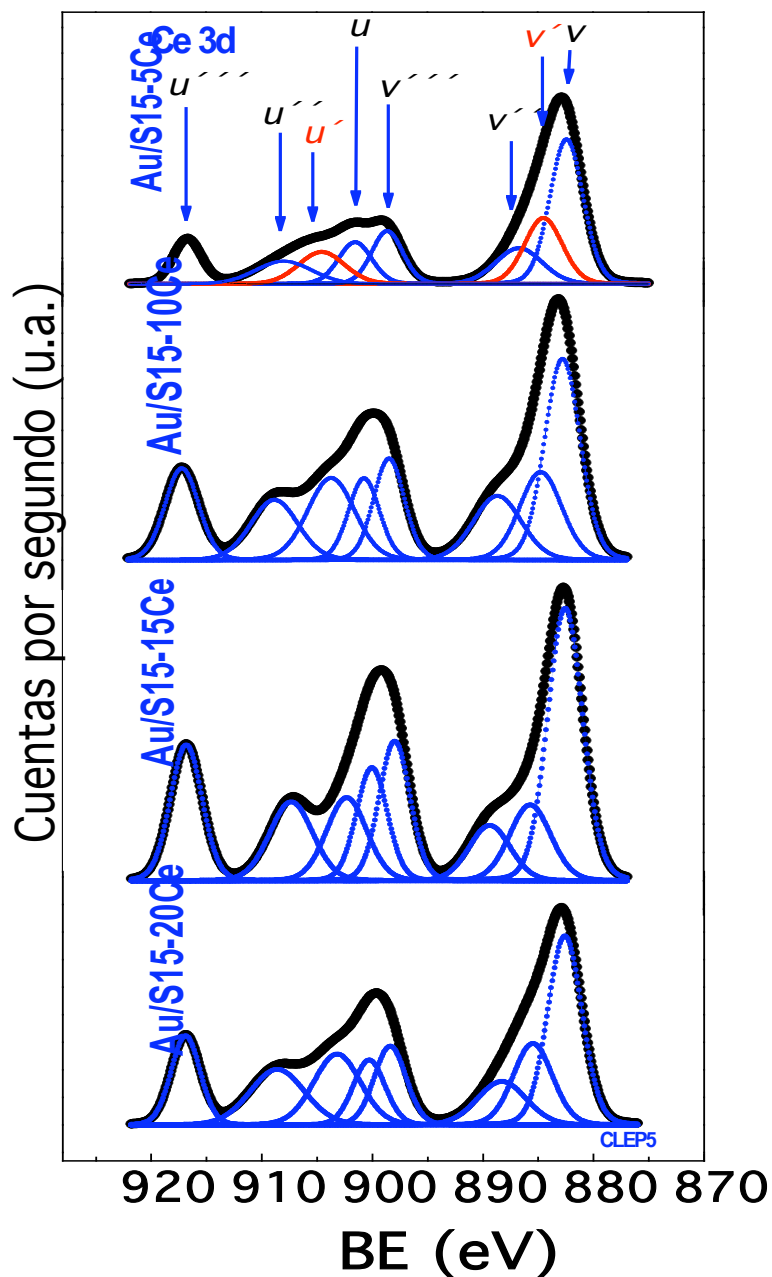 Ce 3d
Au/S15-5Ce
u´´´
u´´
u´
u
v´´´
v´´
v´
v
Au/S15-10Ce
Au/S15-15Ce
Au/S15-20Ce
CLEP5
Cuentas por segundo (u.a.)
920 910 900 890 880 870
BE (eV)